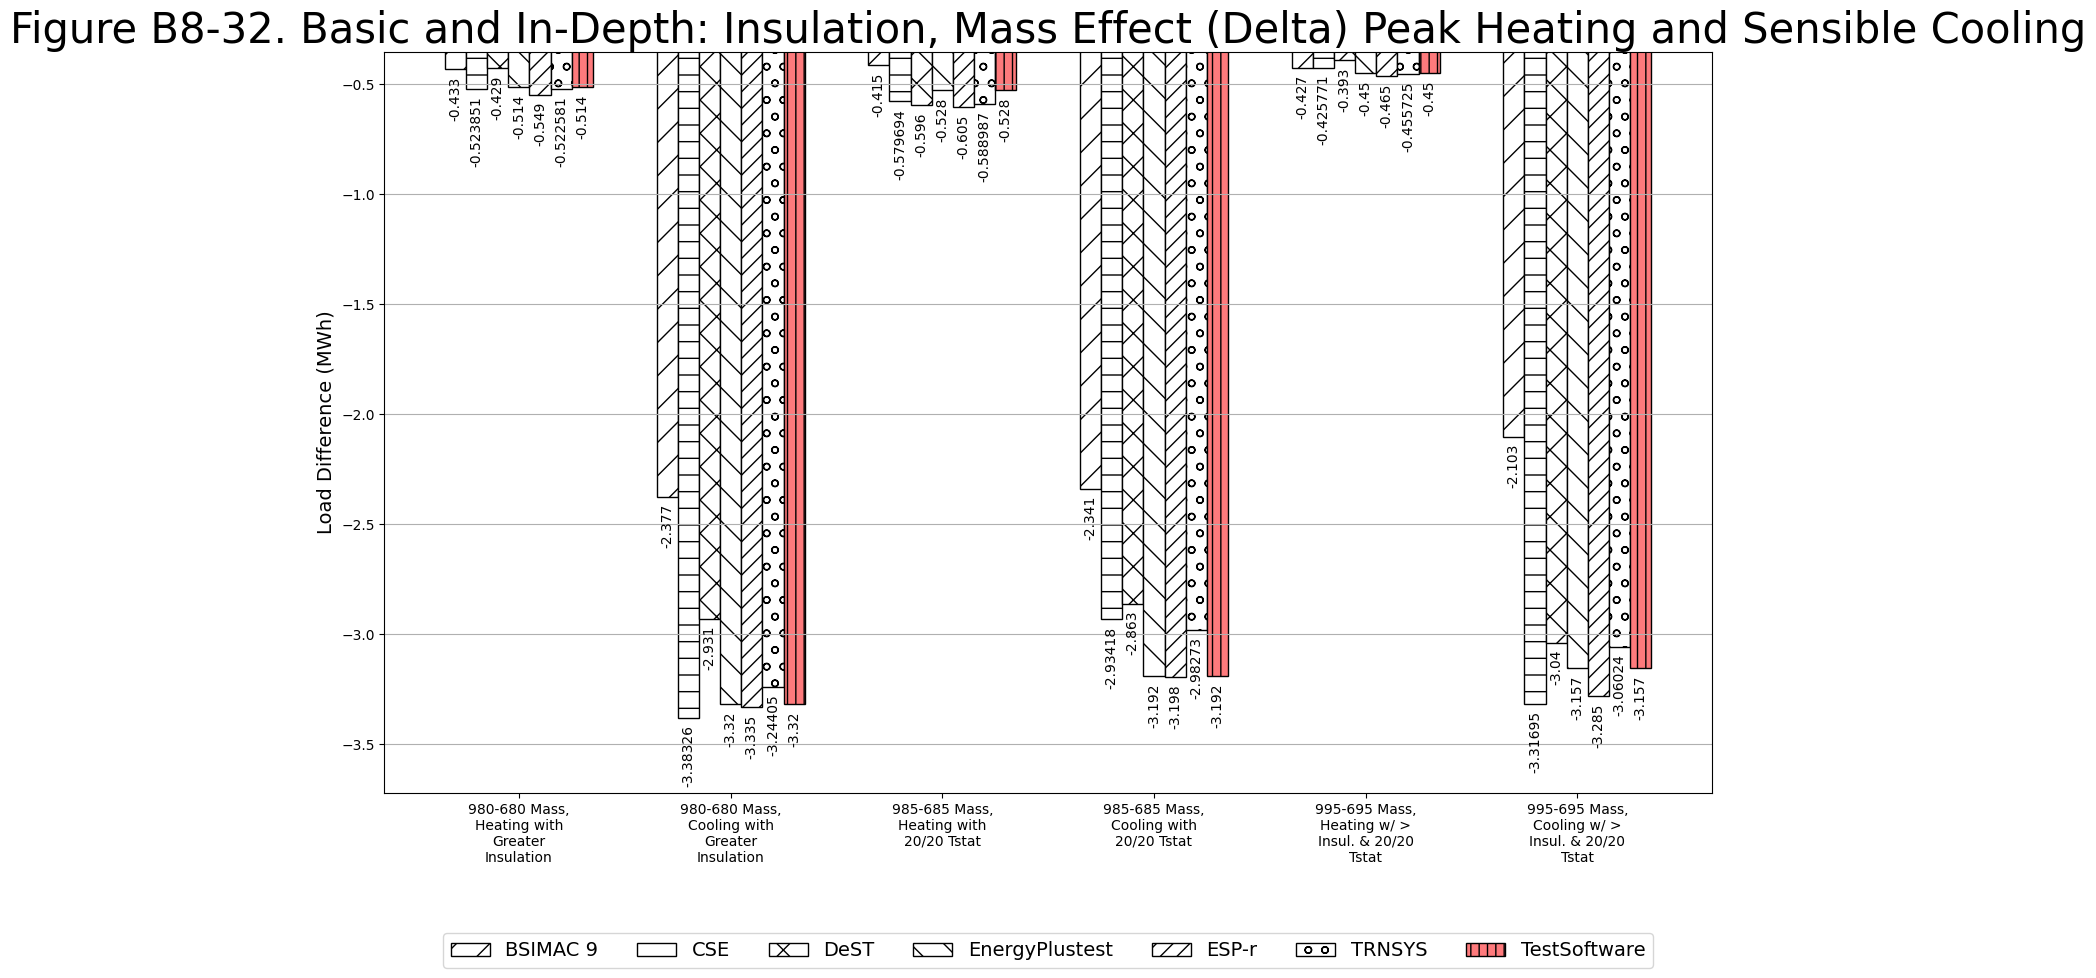 Figure B8-32. Basic and In-Depth: Insulation, Mass Effect (Delta) Peak Heating and Sensible Cooling
Load Difference (MWh)
−0.5
−1.0
−1.5
−2.0
−2.5
−3.0
−3.5
-0.433
-0.523851
-0.429
-0.514
-0.549
-0.522581
-0.514
-2.377
-3.38326
-2.931
-3.32
-3.335
-3.24405
-3.32
-0.415
-0.579694
-0.596
-0.528
-0.605
-0.588987
-0.528
-2.341
-2.93418
-2.863
-3.192
-3.198
-2.98273
-3.192
-0.427
-0.425771
-0.393
-0.45
-0.465
-0.455725
-0.45
-2.103
-3.31695
-3.04
-3.157
-3.285
-3.06024
-3.157
980-680 Mass,
Heating with
Greater
Insulation
980-680 Mass,
Cooling with
Greater
Insulation
985-685 Mass,
Heating with
20/20 Tstat
985-685 Mass,
Cooling with
20/20 Tstat
995-695 Mass,
Heating w/ >
Insul. & 20/20
Tstat
995-695 Mass,
Cooling w/ >
Insul. & 20/20
Tstat
BSIMAC 9
CSE
DeST
EnergyPlustest
ESP-r
TRNSYS
TestSoftware